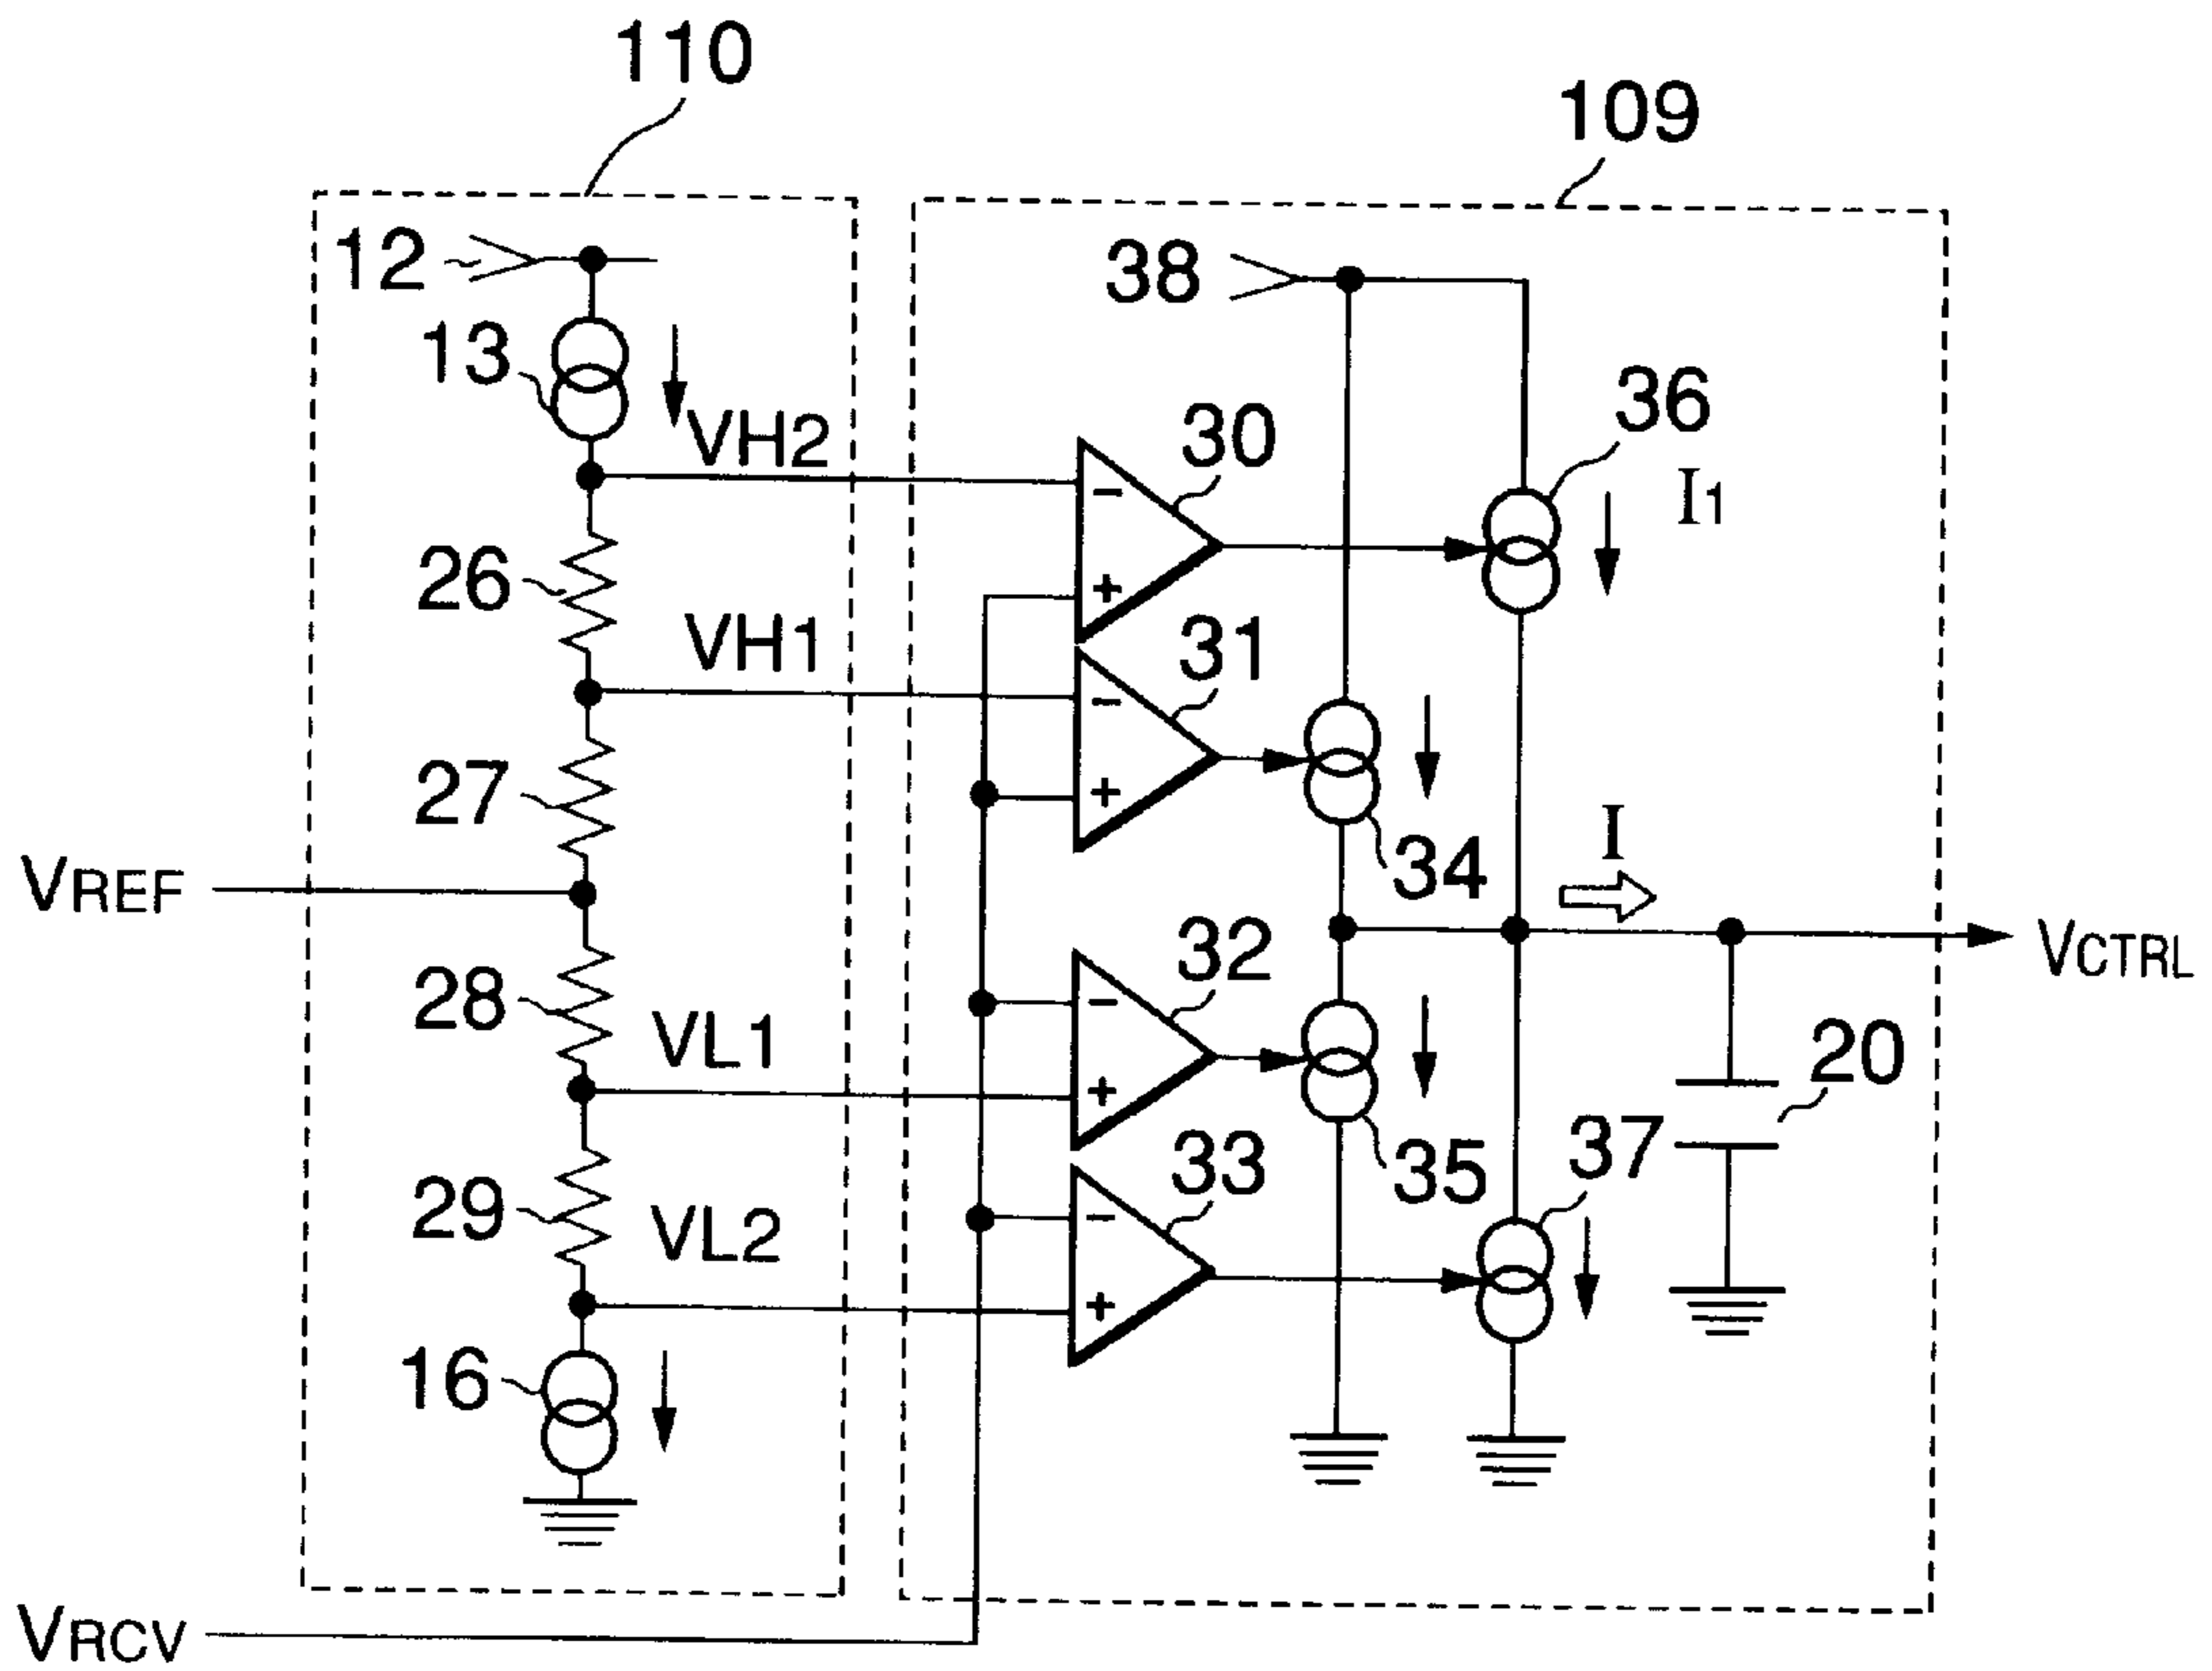 110
109
12
38
13
36
VH2
30
I1
26
VH1
31
27
I
34
VREF
32
VCTRL
28
VL1
20
33
35
37
29
VL2
16
VRCV
- + - + - + - +